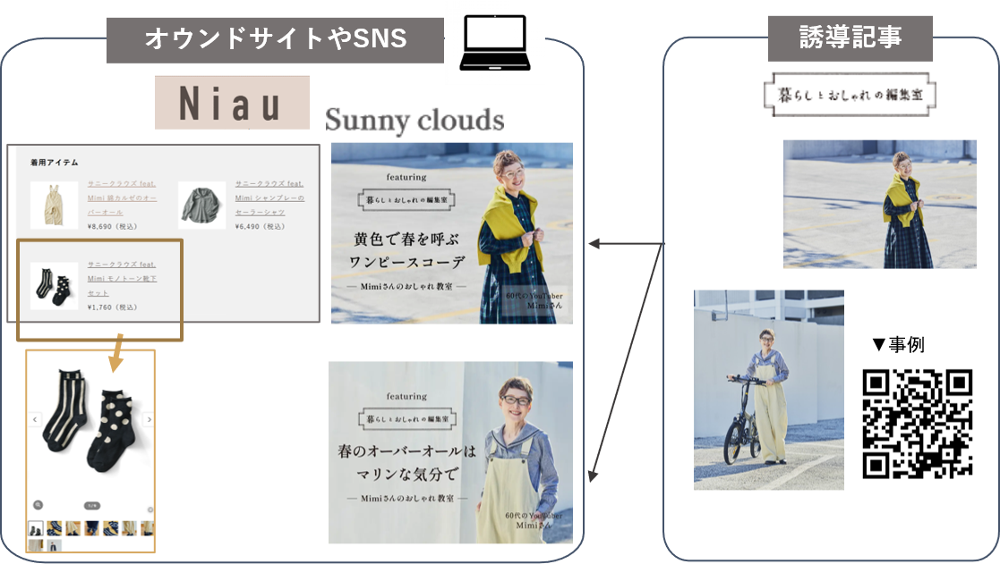 オウンドサイトやSNS
Niau
Sunny clouds
着用アイテム
サニークラウズ feat.
Mimi 綿カルゼのオー
バーオール
¥8,690（税込）
サニークラウズ feat.
Mimi シャンブレーの
セーラーシャツ
¥6,490（税込）
サニークラウズ feat.
Mimi モノトーン靴下
セット
¥1,760（税込）
featuring
暮らしとおしゃれの編集室
黄色で春を呼ぶ
ワンピースコーデ
Mimiさんのおしゃれ教室
60代のYouTuber
Mimiさん
featuring
暮らしとおしゃれの編集室
春のオーバーオールは
マリンな気分で
Mimiさんのおしゃれ教室
60代のYouTuber
Mimiさん
誘導記事
暮らしとおしゃれの編集室
▼事例